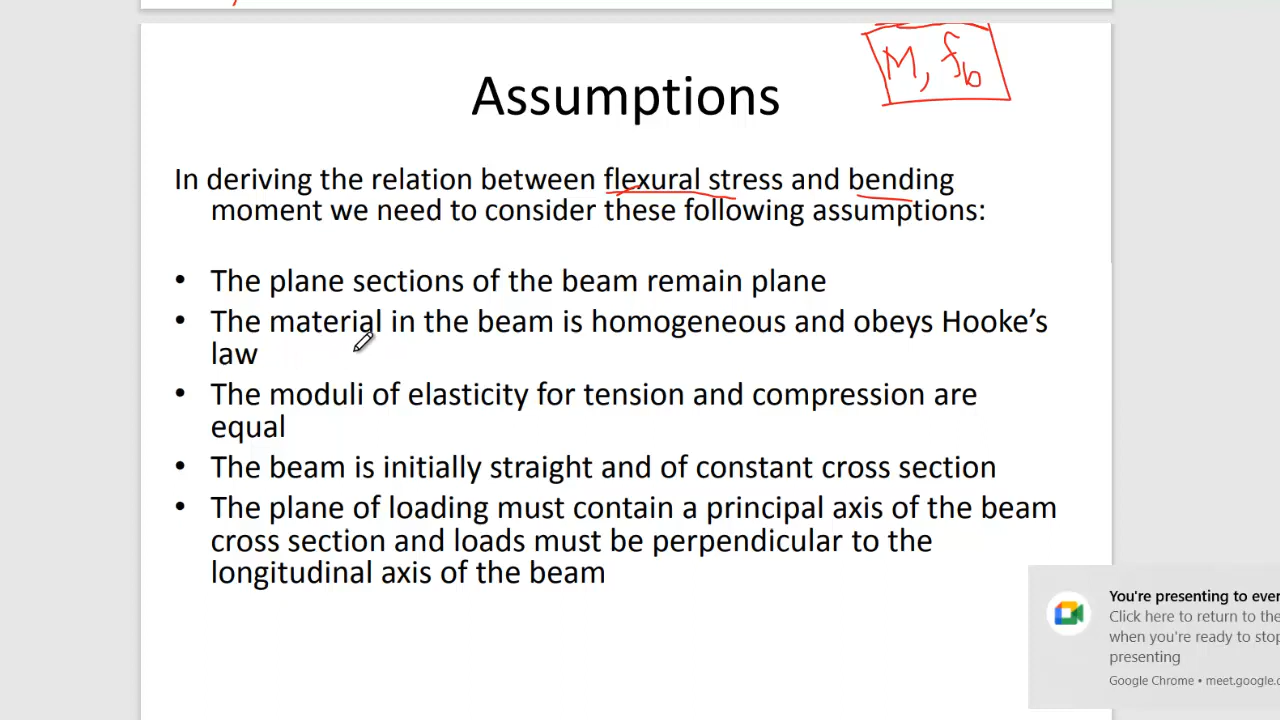 M, fb
Assumptions
In deriving the relation between flexural stress and bending
moment we need to consider these following assumptions:
• The plane sections of the beam remain plane
• The material in the beam is homogeneous and obeys Hooke’s
law
• The moduli of elasticity for tension and compression are
equal
• The beam is initially straight and of constant cross section
• The plane of loading must contain a principal axis of the beam
cross section and loads must be perpendicular to the
longitudinal axis of the beam
You're presenting to ever
Click here to return to the
when you're ready to stop
presenting
Google Chrome • meet.google.c